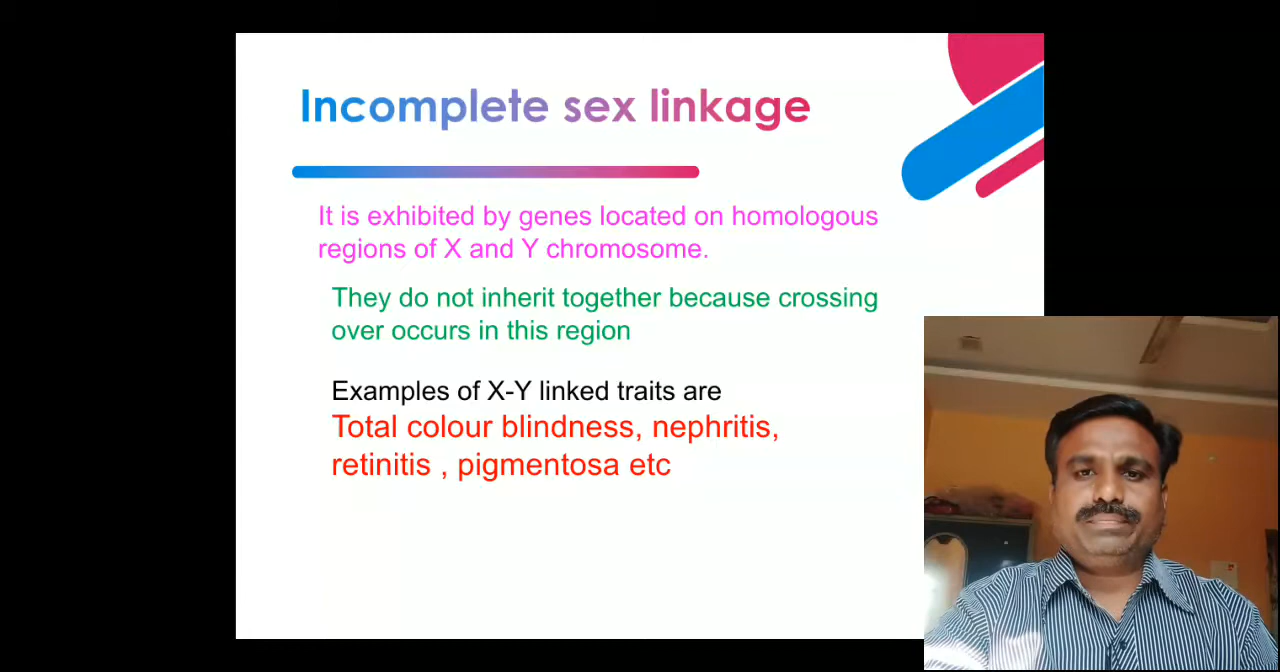 Incomplete sex linkage
It is exhibited by genes located on homologous
regions of X and Y chromosome.
They do not inherit together because crossing
over occurs in this region
Examples of X-Y linked traits are
Total colour blindness, nephritis,
retinitis , pigmentosa etc